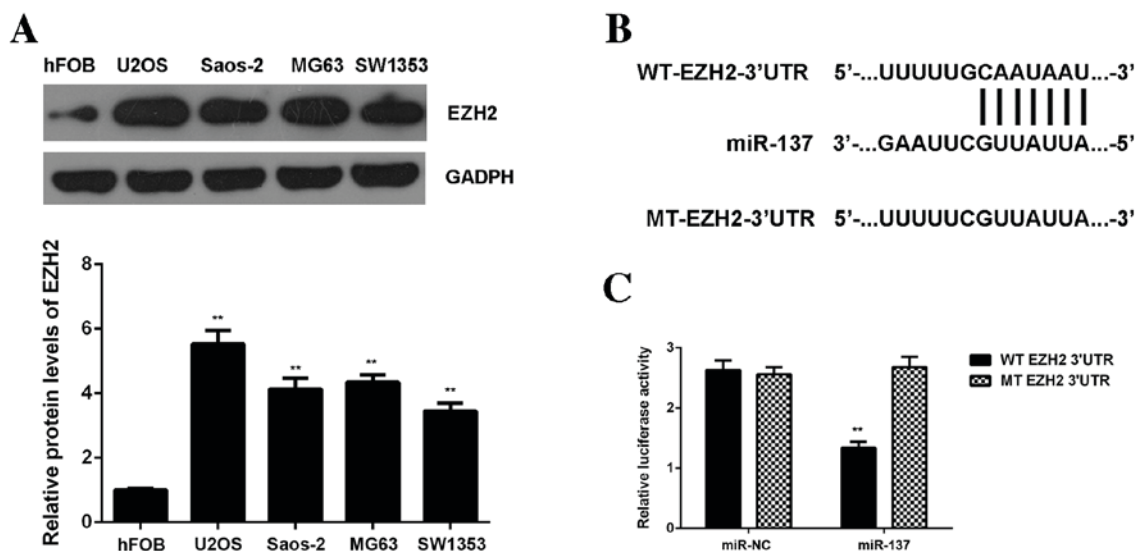 A
hFOB U2OS Saos-2 MG63 SW1353
EZH2
GADPH
Relative protein levels of EZH2
8
6
4
2
0
** ** ** **
hFOB U2OS Saos-2 MG63 SW1353
B
WT-EZH2-3'UTR 5'-...UUUUUGCAAUAAU...-3'
miR-137 3'-...GAAUUCGUUAUUA...-5'
MT-EZH2-3'UTR 5'-...UUUUUCGUUAUUA...-3'
C
Relative luciferase activity
3
2
1
0
**
miR-NC miR-137
WT EZH2 3'UTR
MT EZH2 3'UTR